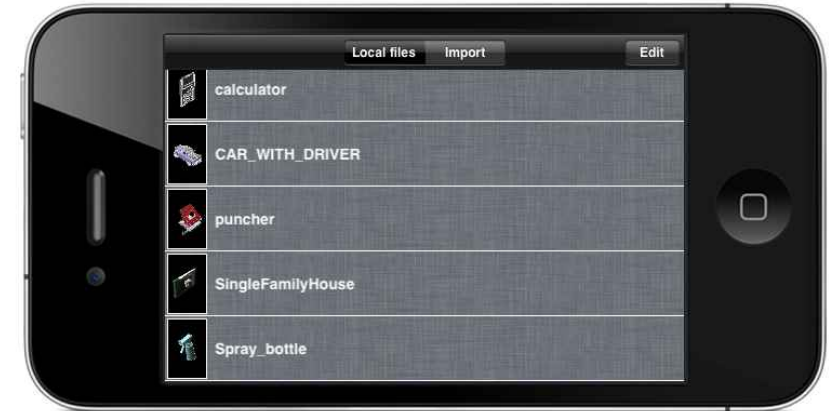 Local files Import Edit
calculator
CAR_WITH_DRIVER
puncher
SingleFamilyHouse
Spray_bottle